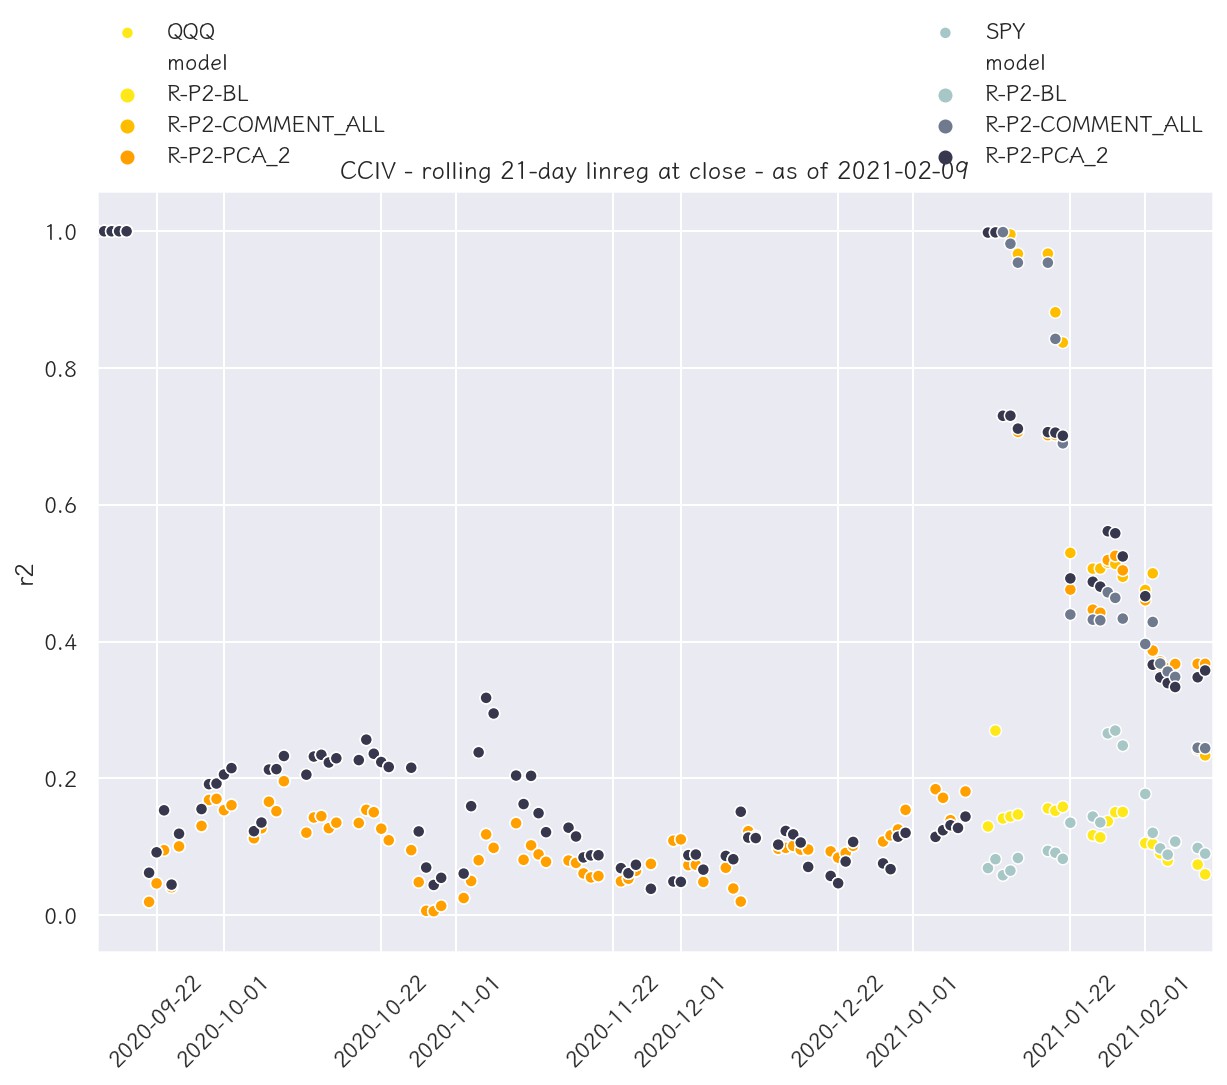 QQQ
model
R-P2-BL
R-P2-COMMENT_ALL
R-P2-PCA_2
SPY
model
R-P2-BL
R-P2-COMMENT_ALL
R-P2-PCA_2
CCIV - rolling 21-day linreg at close - as of 2021-02-09
1.0
0.8
0.6
0.4
0.2
0.0
r2
2020-09-22
2020-10-01
2020-10-22
2020-11-01
2020-11-22
2020-12-01
2020-12-22
2021-01-01
2021-01-22
2021-02-01